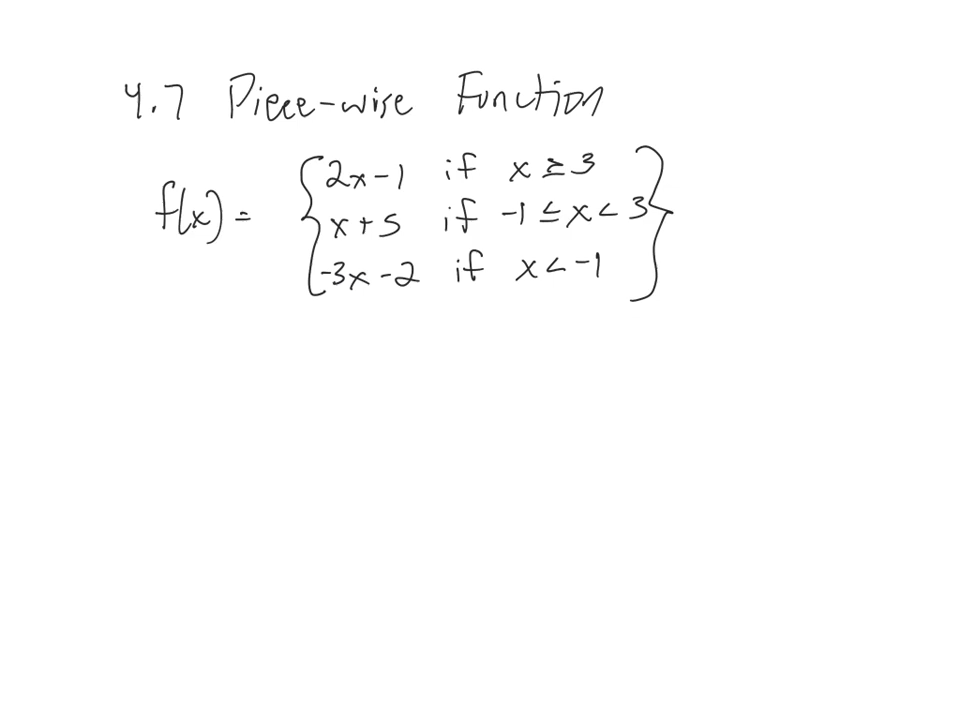 4.7 Piece-wise Function
f(x) = { 2x-1 if x ≥ 3
x+5 if -1 ≤ x < 3
-3x-2 if x < -1 }